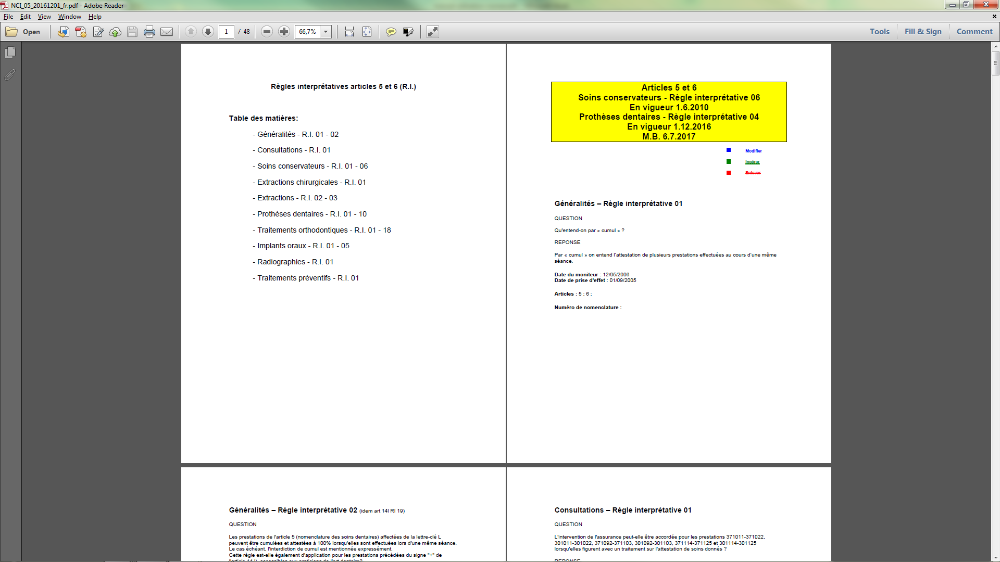 NCI_05_20161201_fr.pdf - Adobe Reader
File Edit View Window Help
Open
1 / 48
66,7%
Tools Fill & Sign Comment
Règles interprétatives articles 5 et 6 (R.I.)
Table des matières:
- Généralités - R.I. 01 - 02
- Consultations - R.I. 01
- Soins conservateurs - R.I. 01 - 06
- Extractions chirurgicales - R.I. 01
- Extractions - R.I. 02 - 03
- Prothèses dentaires - R.I. 01 - 10
- Traitements orthodontiques - R.I. 01 - 18
- Implants oraux - R.I. 01 - 05
- Radiographies - R.I. 01
- Traitements préventifs - R.I. 01
Articles 5 et 6
Soins conservateurs - Règle interprétative 06
En vigueur 1.6.2010
Prothèses dentaires - Règle interprétative 04
En vigueur 1.12.2016
M.B. 6.7.2017
Modifier
Insérer
Enlever
Généralités – Règle interprétative 01
QUESTION
Qu'entend-on par « cumul » ?
REPONSE
Par « cumul » on entend l'attestation de plusieurs prestations effectuées au cours d'une même
séance.
Date du moniteur : 12/05/2006
Date de prise d'effet : 01/09/2005
Articles : 5 ; 6 ;
Numéro de nomenclature :
Généralités – Règle interprétative 02 (idem art 14l RI 19)
QUESTION
Les prestations de l'article 5 (nomenclature des soins dentaires) affectées de la lettre-clé L
peuvent être cumulées et attestées à 100% lorsqu'elles sont effectuées lors d'une même séance.
Le cas échéant, l'interdiction de cumul est mentionnée expressément.
Cette règle est-elle également d'application pour les prestations précédées du signe "+" de
l'article 14 l), accessibles aux praticiens de l'art dentaire?
Consultations – Règle interprétative 01
QUESTION
L'intervention de l'assurance peut-elle être accordée pour les prestations 371011-371022,
301011-301022, 371092-371103, 301092-301103, 371114-371125 et 301114-301125
lorsqu'elles figurent avec un traitement sur l'attestation de soins donnés ?
REPONSE